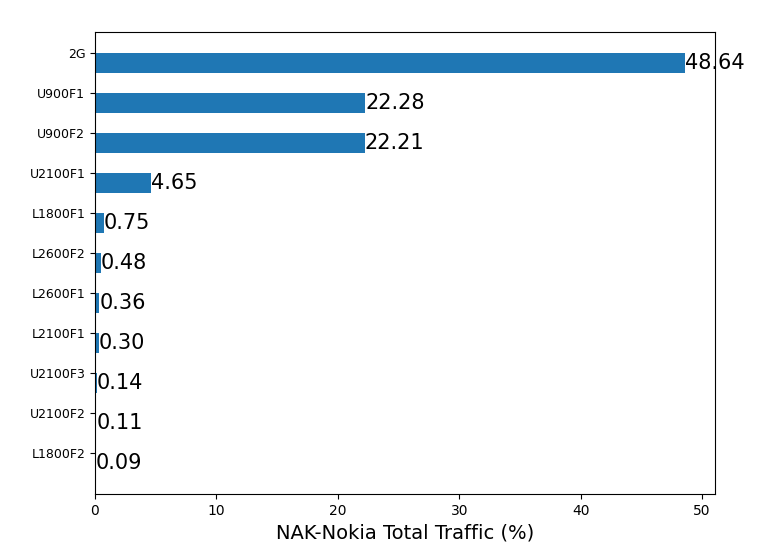 2G 48.64
U900F1 22.28
U900F2 22.21
U2100F1 4.65
L1800F1 0.75
L2600F2 0.48
L2600F1 0.36
L2100F1 0.30
U2100F3 0.14
U2100F2 0.11
L1800F2 0.09
0 10 20 30 40 50
NAK-Nokia Total Traffic (%)